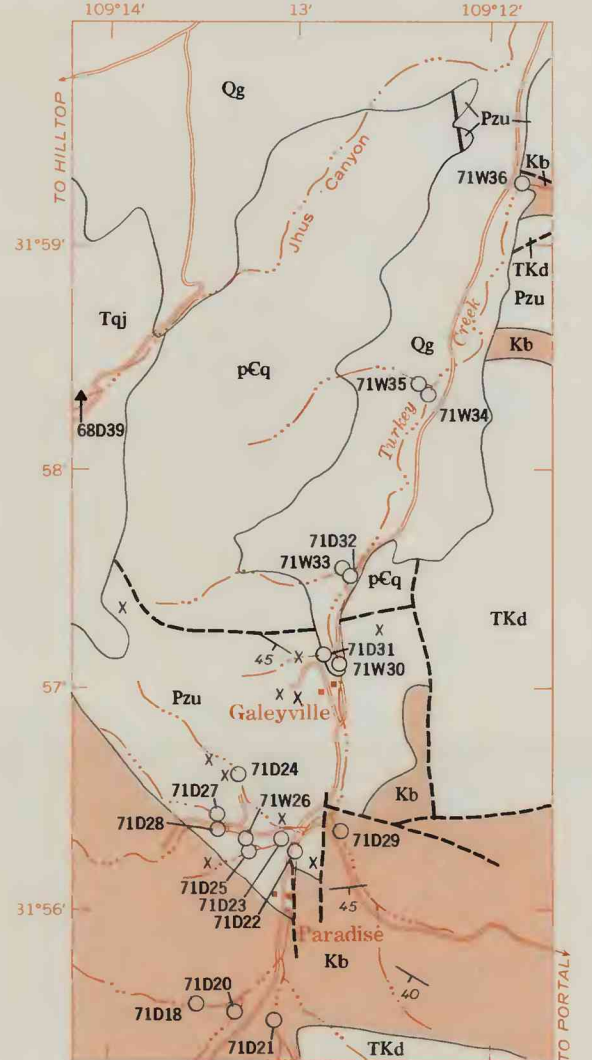 109°14' 13' 109°12'
Qg
TO HILLTOP
Pzu
Kb
71W36
Jhus Canyon
31°59'
TKd
Pzu
Tqj
Kb
Qg
Turkey Creek
p€q
71W35
68D39
71W34
58'
71D32
71W33
p€q
TKd
71D31
45
71W30
57'
Pzu
Galeyville
71D24
71D27
71W26
Kb
71D28
71D29
71D25
71D23
71D22
31°56'
45
Paradise
Kb
TO PORTAL
40
71D20
71D18
71D21
TKd